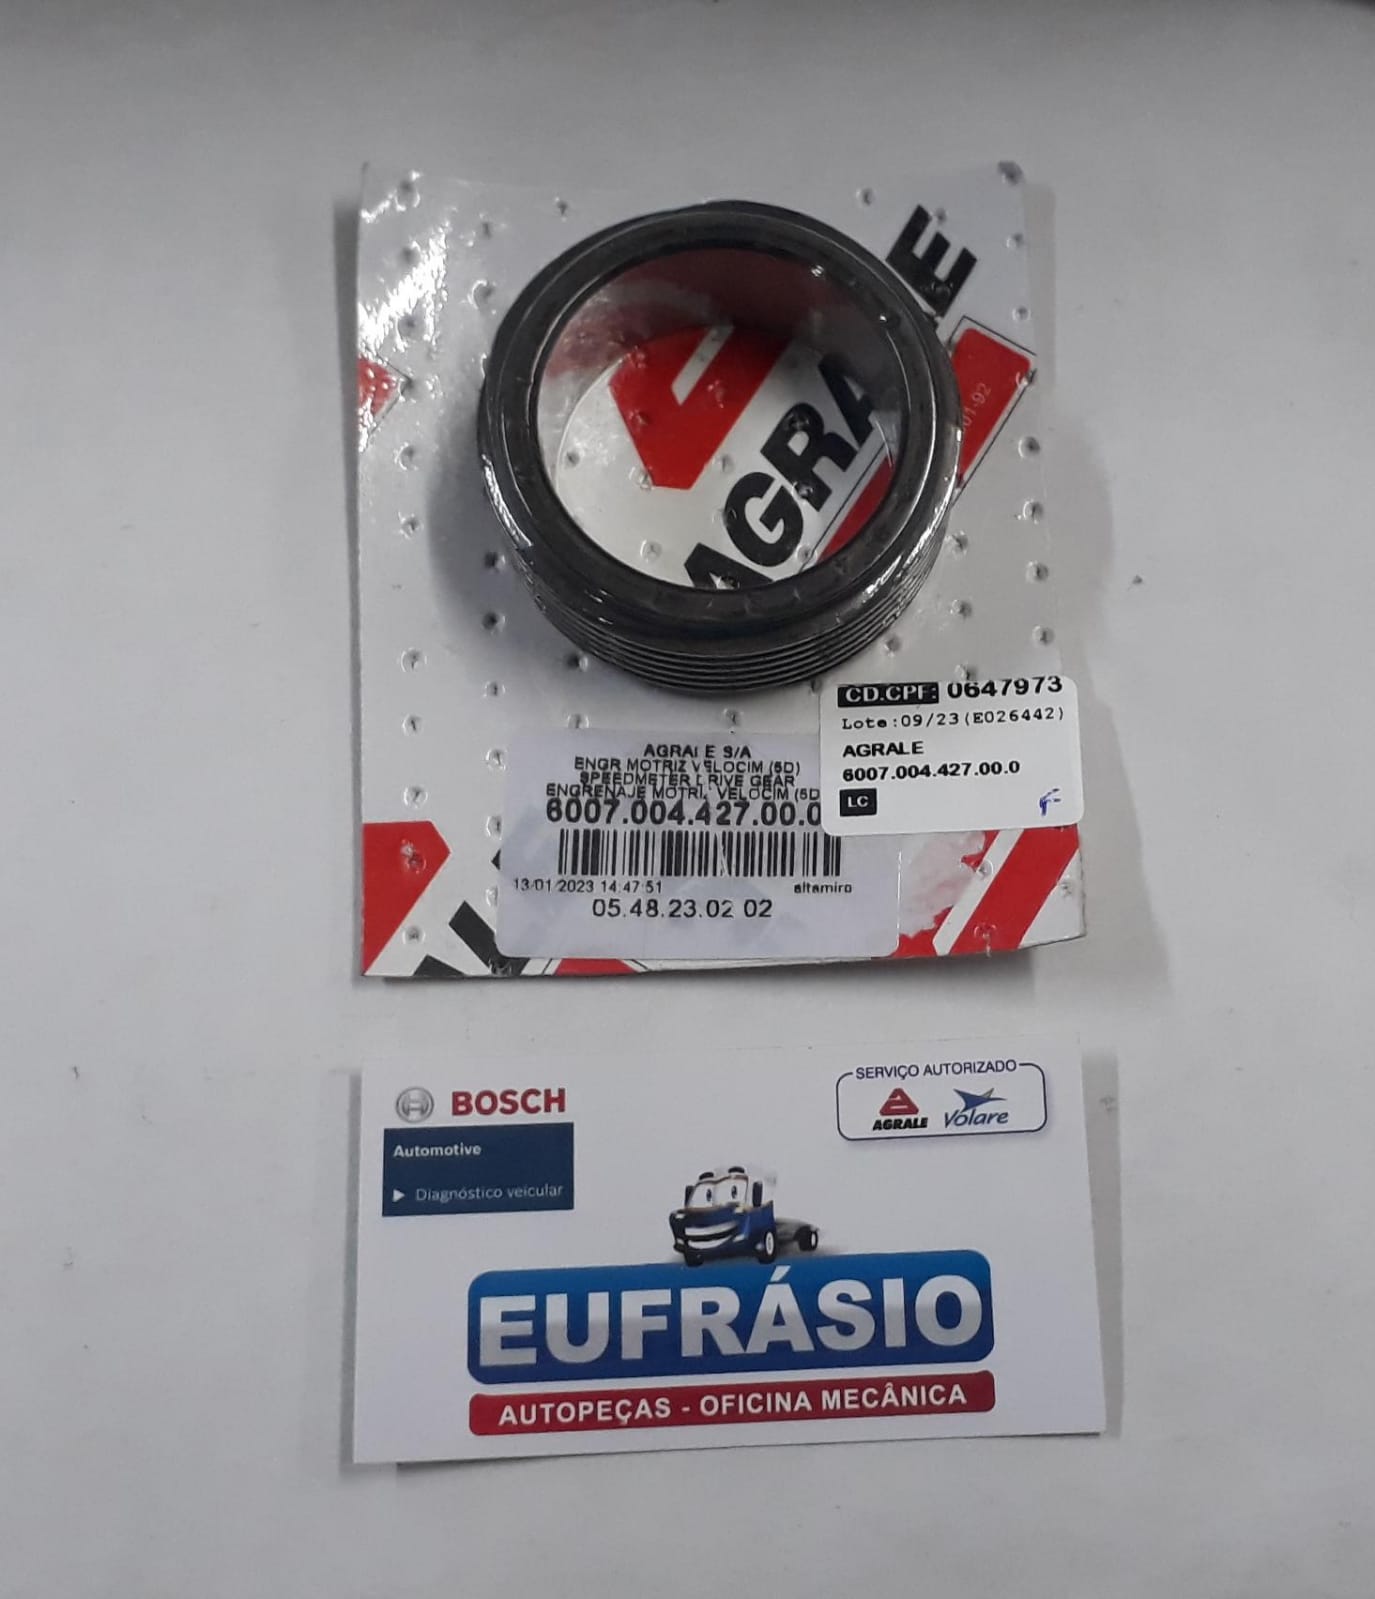 AGRALE
01-92
CD.CPF: 0647973
Lote:09/23(E026442)
AGRALE
6007.004.427.00.0
LC
F
AGRALE S/A
ENGR MOTRIZ VELOCIM (5D)
SPEEDMETER DRIVE GEAR
ENGRENAJE MOTRIZ VELOCIM (5D
6007.004.427.00.0
13/01/2023 14:47:51 altamiro
05.48.23.02 02
BOSCH
Automotive
Diagnóstico veicular
SERVIÇO AUTORIZADO
AGRALE Volare
EUFRÁSIO
AUTOPEÇAS - OFICINA MECÂNICA